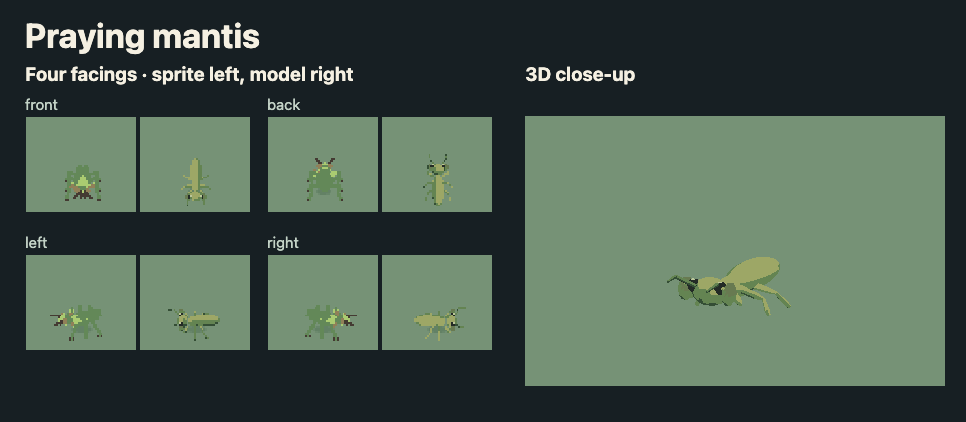 Praying mantis
Four facings · sprite left, model right
3D close-up
front
back
left
right